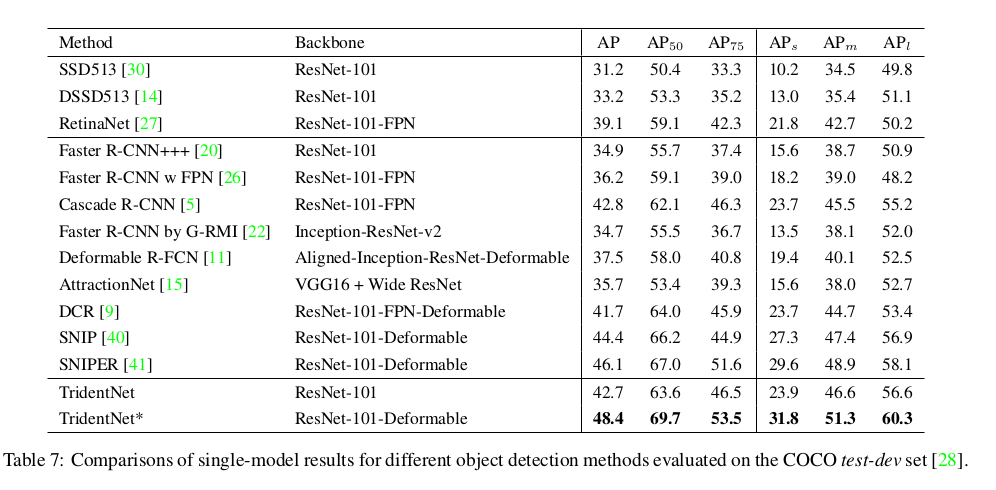 Method Backbone AP AP50 AP75 APs APm APl
SSD513 [30] ResNet-101 31.2 50.4 33.3 10.2 34.5 49.8
DSSD513 [14] ResNet-101 33.2 53.3 35.2 13.0 35.4 51.1
RetinaNet [27] ResNet-101-FPN 39.1 59.1 42.3 21.8 42.7 50.2
Faster R-CNN+++ [20] ResNet-101 34.9 55.7 37.4 15.6 38.7 50.9
Faster R-CNN w FPN [26] ResNet-101-FPN 36.2 59.1 39.0 18.2 39.0 48.2
Cascade R-CNN [5] ResNet-101-FPN 42.8 62.1 46.3 23.7 45.5 55.2
Faster R-CNN by G-RMI [22] Inception-ResNet-v2 34.7 55.5 36.7 13.5 38.1 52.0
Deformable R-FCN [11] Aligned-Inception-ResNet-Deformable 37.5 58.0 40.8 19.4 40.1 52.5
AttractionNet [15] VGG16 + Wide ResNet 35.7 53.4 39.3 15.6 38.0 52.7
DCR [9] ResNet-101-FPN-Deformable 41.7 64.0 45.9 23.7 44.7 53.4
SNIP [40] ResNet-101-Deformable 44.4 66.2 44.9 27.3 47.4 56.9
SNIPER [41] ResNet-101-Deformable 46.1 67.0 51.6 29.6 48.9 58.1
TridentNet ResNet-101 42.7 63.6 46.5 23.9 46.6 56.6
TridentNet* ResNet-101-Deformable 48.4 69.7 53.5 31.8 51.3 60.3
Table 7: Comparisons of single-model results for different object detection methods evaluated on the COCO test-dev set [28].